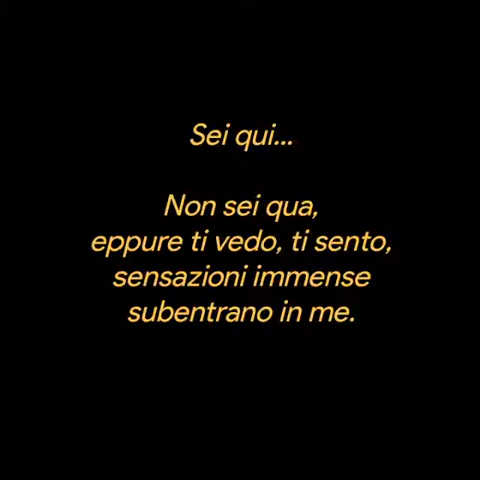 Sei qui...
Non sei qua,
eppure ti vedo, ti sento,
sensazioni immense
subentrano in me.